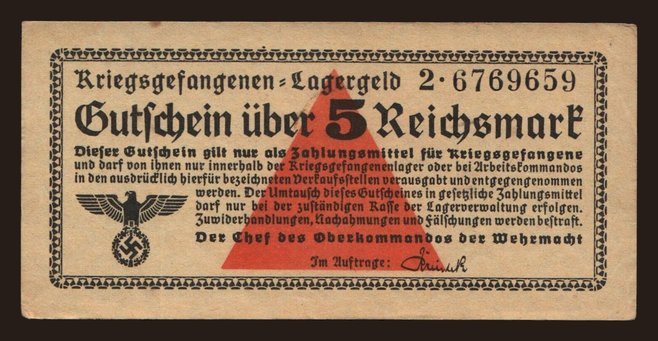 Kriegsgefangenen-Lagergeld 2·6769659
Gutschein über 5 Reichsmark
Dieser Gutschein gilt nur als Zahlungsmittel für Kriegsgefangene
und darf von ihnen nur innerhalb der Kriegsgefangenenlager oder bei Arbeitskommandos
in den ausdrücklich hierfür bezeichneten Verkaufsstellen verausgabt und entgegengenommen
werden. Der Umtausch dieses Gutscheines in gesetzliche Zahlungsmittel
darf nur bei der zuständigen Kasse der Lagerverwaltung erfolgen.
Zuwiderhandlungen, Nachahmungen und Fälschungen werden bestraft.
Der Chef des Oberkommandos der Wehrmacht
Im Auftrage: